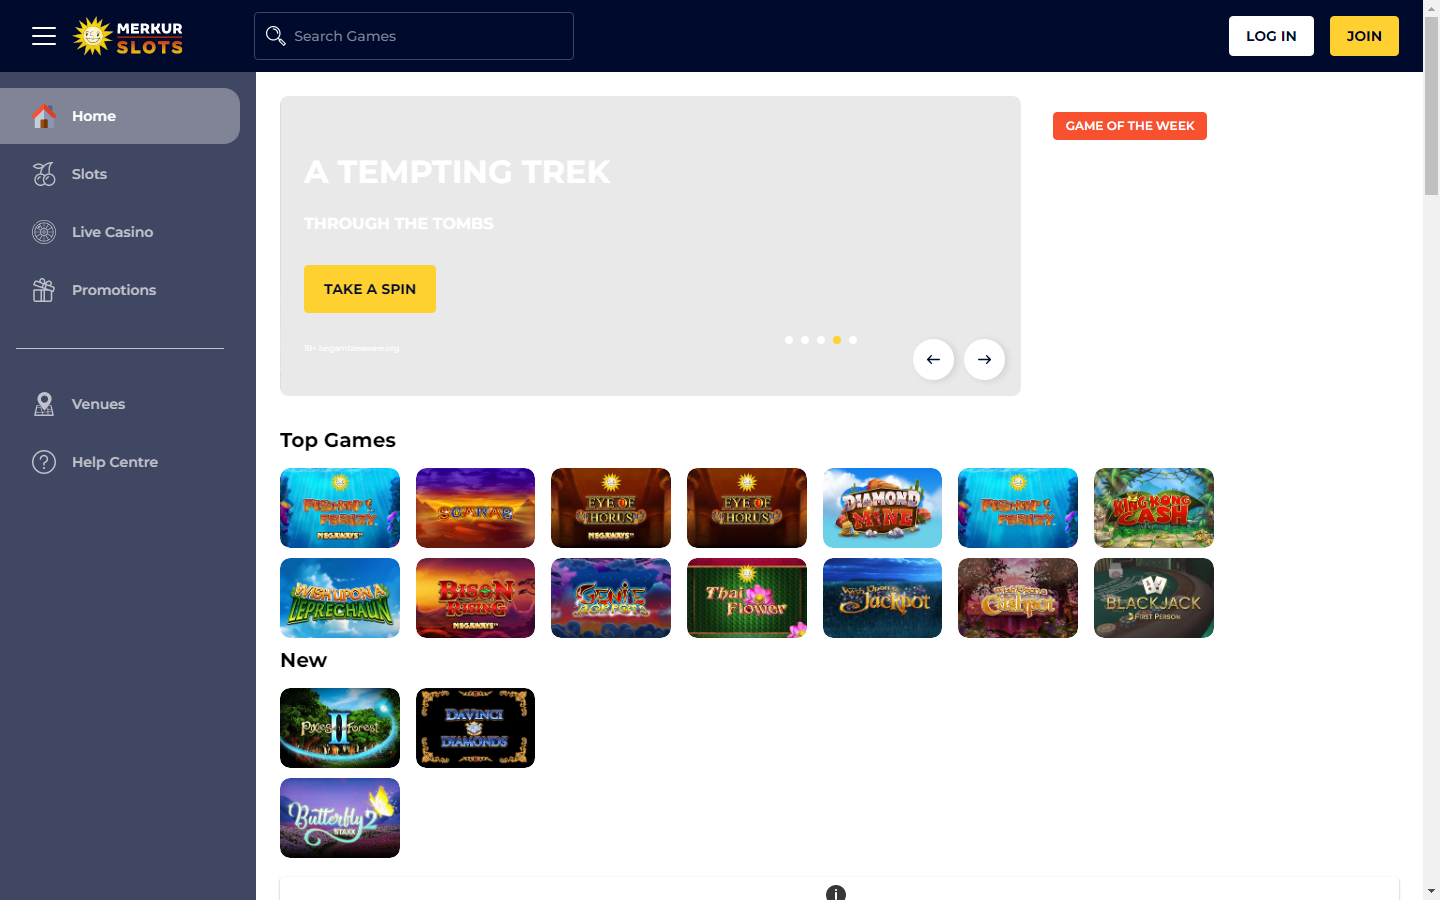 MERKUR
SLOTS
Search Games
LOG IN
JOIN
Home
Slots
Live Casino
Promotions
Venues
Help Centre
A TEMPTING TREK
THROUGH THE TOMBS
TAKE A SPIN
18+ begambleaware.org
GAME OF THE WEEK
Top Games
FISHIN' FRENZY
MEGAWAYS™
SCARAB
EYE OF
HORUS
MEGAWAYS™
EYE OF
HORUS
DIAMOND
MINE
FISHIN' FRENZY
KING KONG
CASH
WISH UPON A
LEPRECHAUN
BISON
RISING
MEGAWAYS™
GENIE
JACKPOTS
Thai
Flower
Wish Upon a
Jackpot
Cashpot
BLACKJACK
FIRST PERSON
New
Pixies of the Forest
II
DAVINCI
DIAMONDS
Butterfly 2
STAXX